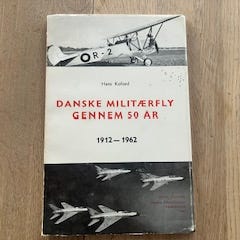 R-2
Hans Kofoed
DANSKE MILITÆRFLY
GENNEM 50 ÅR
1912—1962